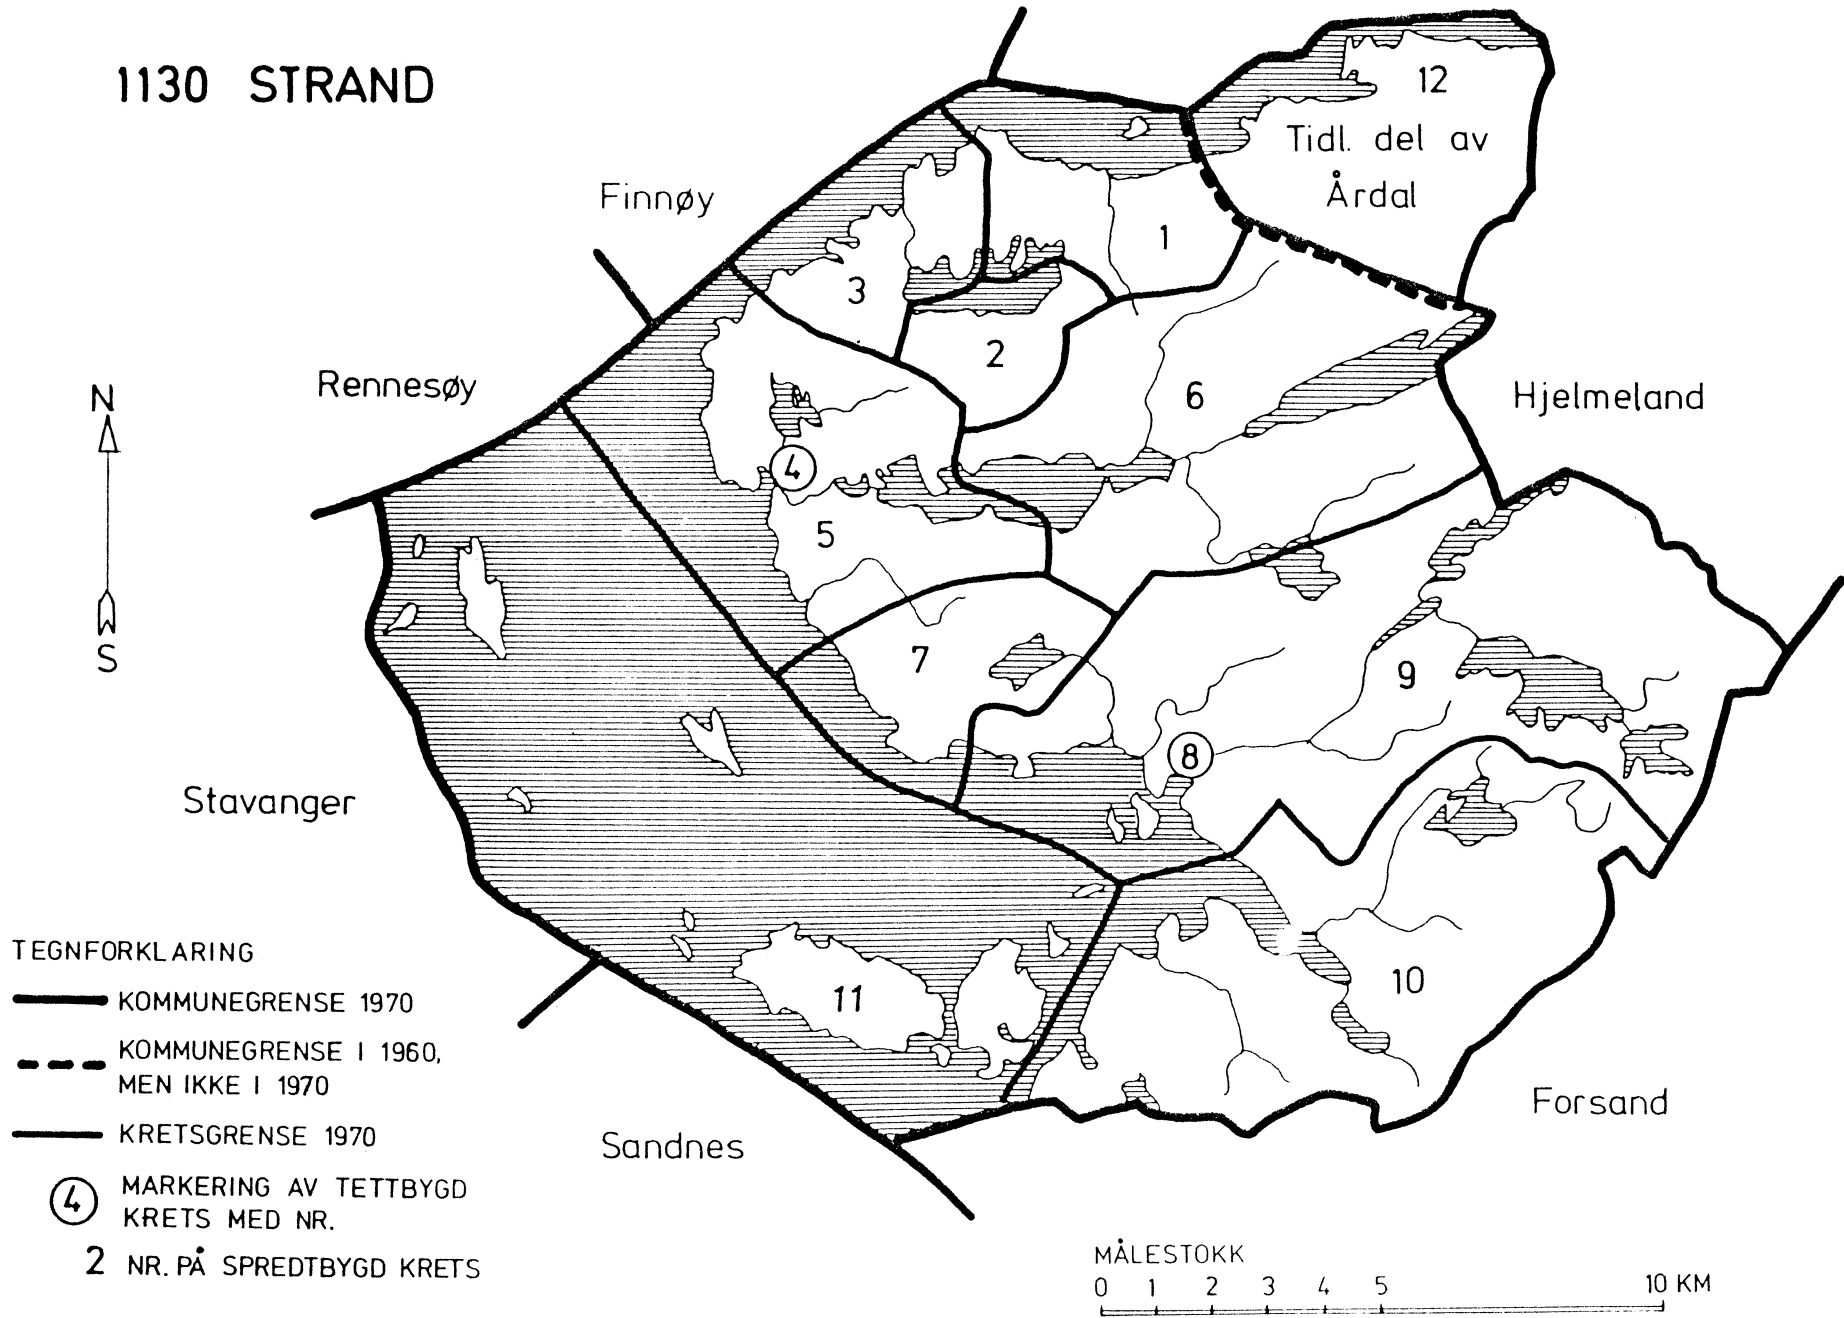 1130 STRAND
12
Tidl. del av
Årdal
Finnøy
1
3
2
Rennesøy
6
Hjelmeland
N
4
5
S
7
9
8
Stavanger
10
11
TEGNFORKLARING
KOMMUNEGRENSE 1970
KOMMUNEGRENSE I 1960,
MEN IKKE I 1970
KRETSGRENSE 1970
4 MARKERING AV TETTBYGD
KRETS MED NR.
2 NR. PÅ SPREDTBYGD KRETS
Forsand
Sandnes
MÅLESTOKK
0 1 2 3 4 5 10 KM